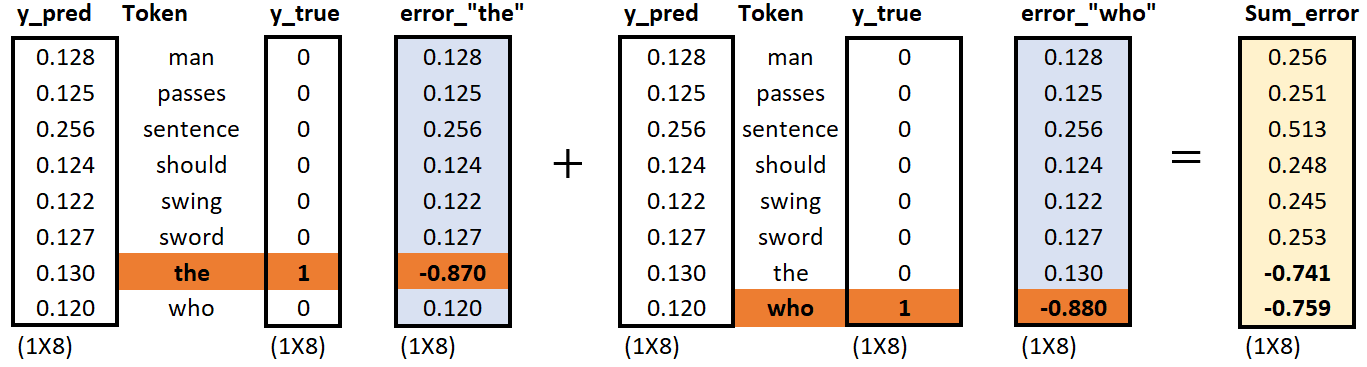 y_pred Token y_true error_"the" y_pred Token y_true error_"who" Sum_error
0.128 man 0 0.128 0.128 man 0 0.128 0.256
0.125 passes 0 0.125 0.125 passes 0 0.125 0.251
0.256 sentence 0 0.256 0.256 sentence 0 0.256 0.513
0.124 should 0 0.124 + 0.124 should 0 0.124 = 0.248
0.122 swing 0 0.122 0.122 swing 0 0.122 0.245
0.127 sword 0 0.127 0.127 sword 0 0.127 0.253
0.130 the 1 -0.870 0.130 the 0 0.130 -0.741
0.120 who 0 0.120 0.120 who 1 -0.880 -0.759
(1X8) (1X8) (1X8) (1X8) (1X8) (1X8) (1X8)